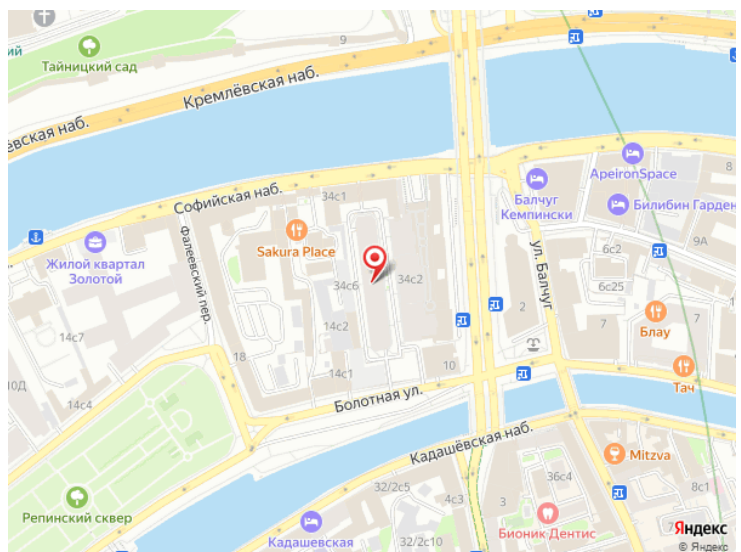 ский
9
Тайницкий сад
Кремлёвская наб.
ёвская наб.
Софийская наб.
34с1
ApeironSpace
8
Балчуг
Кемпински
Билибин Гарден
Sakura Place
Жилой квартал
Золотой
Фалеевский пер.
34с6
34с2
ул. Балчуг
6с2
9А
6с25
14с7
14с2
2
7
7
Блау
18
10Д
14с4
14с1
10
Тач
Болотная ул.
Кадашёвская наб.
Mitzva
Репинский сквер
32/2с5
4с3
3
36с4
8с1
Бионик Дентис
Кадашевская
32/2с10
Яндекс
© Яндекс